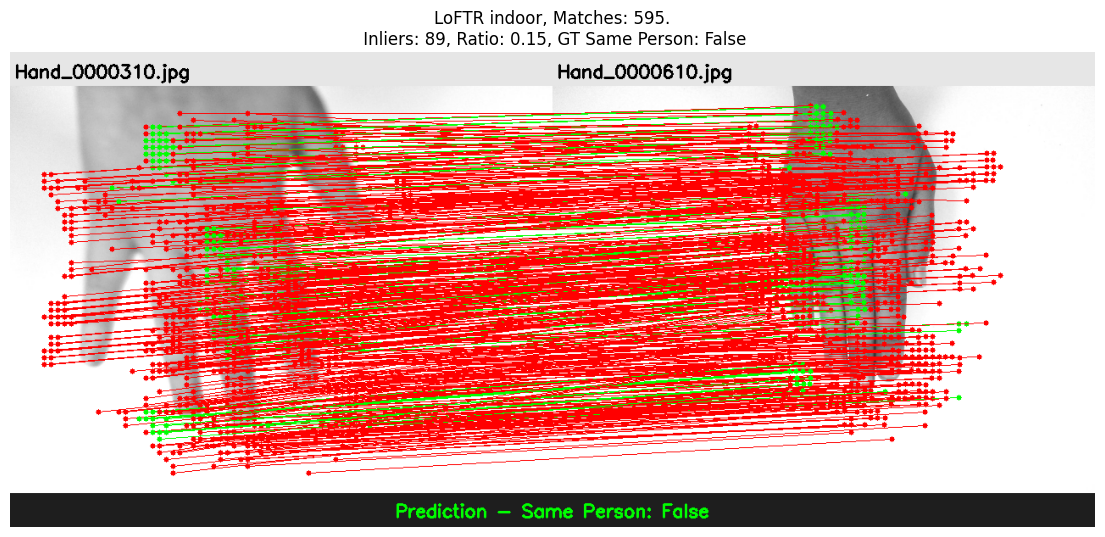 LoFTR indoor, Matches: 595.
Inliers: 89, Ratio: 0.15, GT Same Person: False
Hand_0000310.jpg
Hand_0000610.jpg
Prediction - Same Person: False